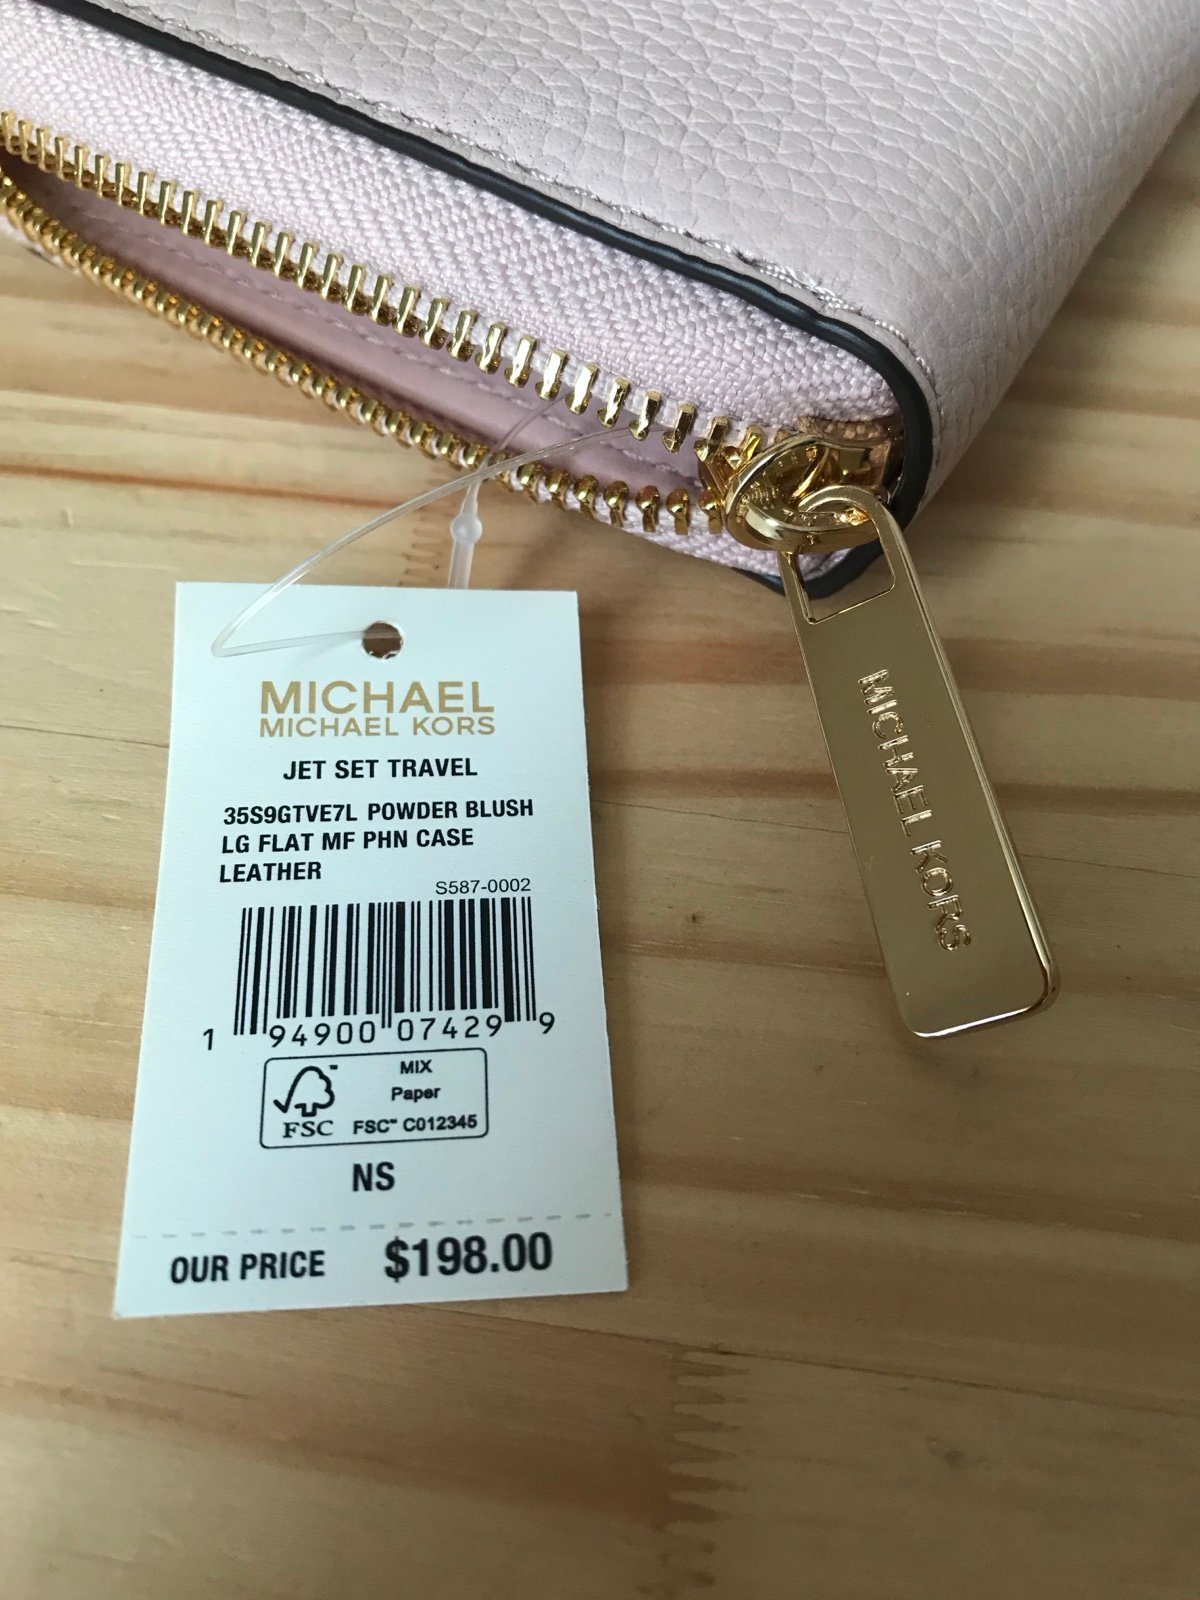 MICHAEL
MICHAEL KORS
JET SET TRAVEL
35S9GTVE7L POWDER BLUSH
LG FLAT MF PHN CASE
LEATHER
S587-0002
1 94900 07429 9
MIX
Paper
FSC™ C012345
FSC
NS
OUR PRICE $198.00
MICHAEL KORS